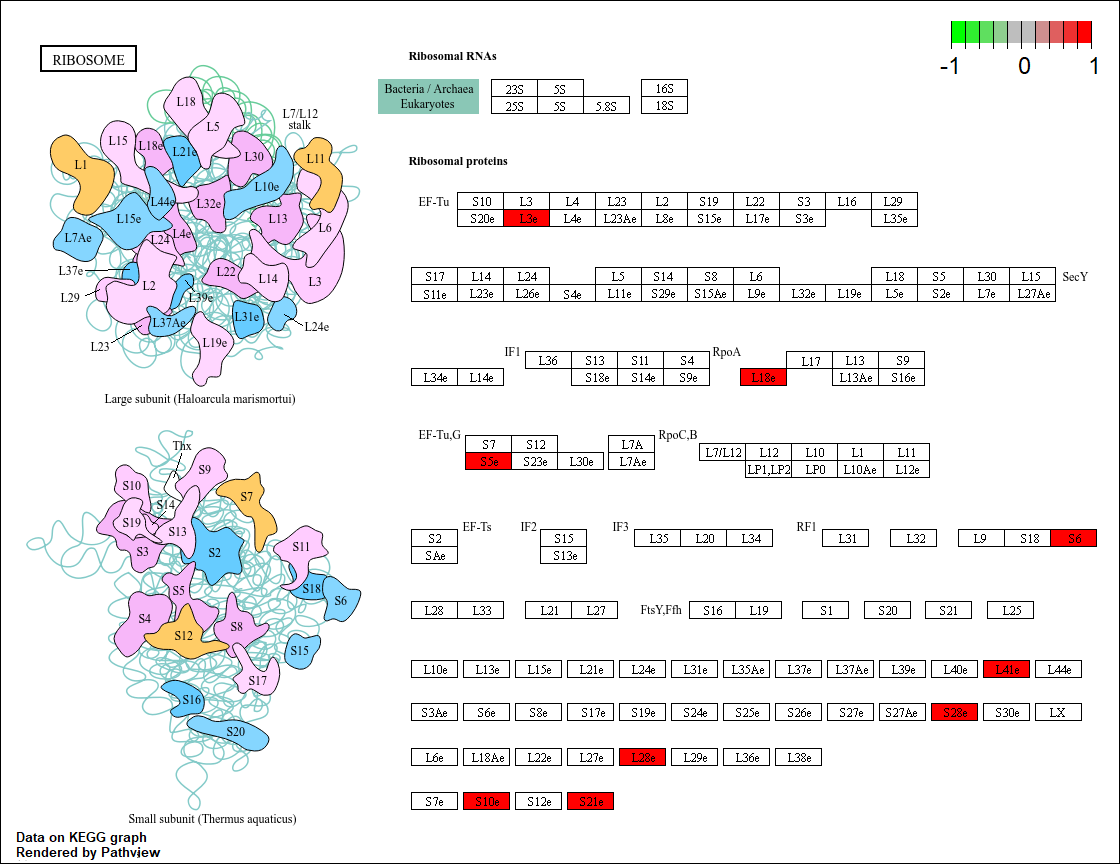 RIBOSOME
Ribosomal RNAs
-1 0 1
Bacteria / Archaea
Eukaryotes
23S 5S 16S
25S 5S 5.8S 18S
Ribosomal proteins
EF-Tu
S10 L3 L4 L23 L2 S19 L22 S3 L16 L29
S20e L3e L4e L23Ae L8e S15e L17e S3e L35e
S17 L14 L24 L5 S14 S8 L6 L18 S5 L30 L15 SecY
S11e L23e L26e S4e L11e S29e S15Ae L9e L32e L19e L5e S2e L7e L27Ae
IF1 L36 S13 S11 S4 RpoA L17 L13 S9
L34e L14e S18e S14e S9e L18e L13Ae S16e
EF-Tu,G S7 S12 L7A RpoC,B
S5e S23e L30e L7Ae
L7/L12 L12 L10 L1 L11
LP1,LP2 LP0 L10Ae L12e
S2 EF-Ts IF2 S15 IF3 L35 L20 L34 RF1 L31 L32 L9 S18 S6
SAe S13e
L28 L33 L21 L27 FtsY,Ffh S16 L19 S1 S20 S21 L25
L10e L13e L15e L21e L24e L31e L35Ae L37e L37Ae L39e L40e L41e L44e
S3Ae S6e S8e S17e S19e S24e S25e S26e S27e S27Ae S28e S30e LX
L6e L18Ae L22e L27e L28e L29e L36e L38e
S7e S10e S12e S21e
L18
L5
L7/L12
stalk
L15
L18e
L21e
L30
L11
L1
L10e
L44e
L32e
L15e
L13
L6
L7Ae
L24
L4e
L37e
L22
L14
L3
L2
L29
L39e
L37Ae
L31e
L24e
L23
L19e
Large subunit (Haloarcula marismortui)
Thx
S9
S10
S7
S14
S19
S13
S3
S2
S11
S5
S18
S6
S4
S12
S8
S15
S17
S16
S20
Small subunit (Thermus aquaticus)
Data on KEGG graph
Rendered by Pathview